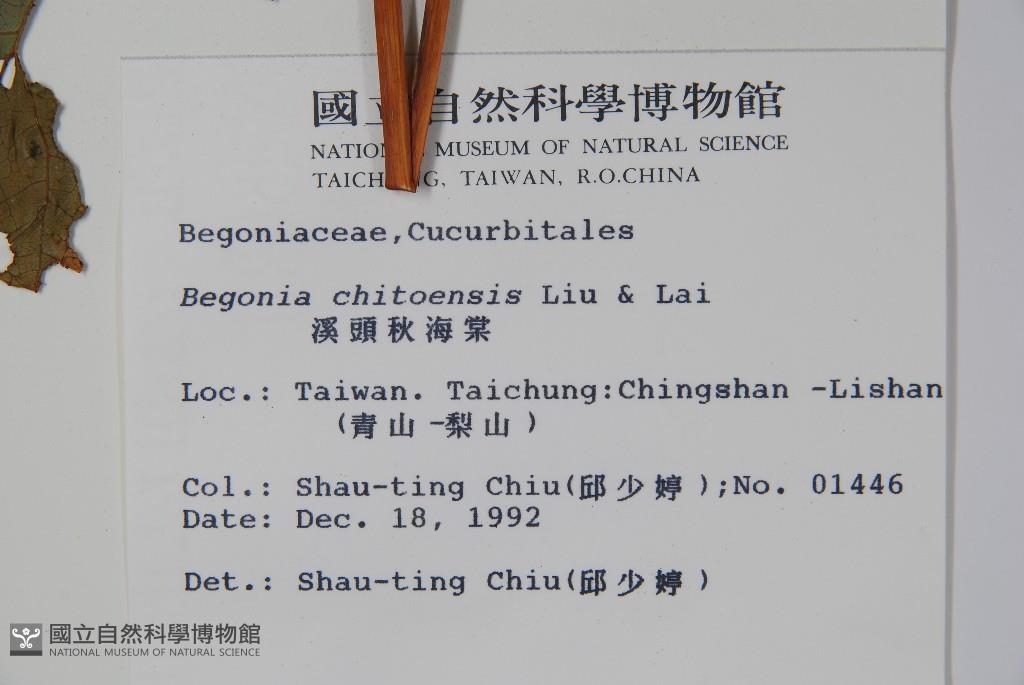 國立自然科學博物館
NATIONAL MUSEUM OF NATURAL SCIENCE
TAICHUNG, TAIWAN, R.O.CHINA
Begoniaceae,Cucurbitales
Begonia chitoensis Liu & Lai
溪頭秋海棠
Loc.: Taiwan. Taichung:Chingshan -Lishan
(青山-梨山)
Col.: Shau-ting Chiu(邱少婷);No. 01446
Date: Dec. 18, 1992
Det.: Shau-ting Chiu(邱少婷)
國立自然科學博物館
NATIONAL MUSEUM OF NATURAL SCIENCE